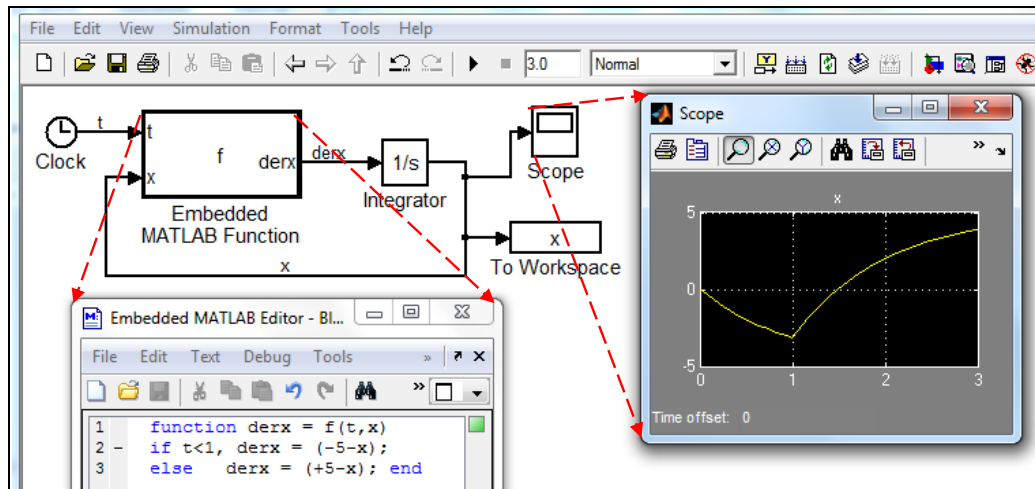 File Edit View Simulation Format Tools Help
3.0 Normal
t
Clock
t
x
f
derx
derx
Embedded
MATLAB Function
x
1/s
Integrator
Scope
x
To Workspace
Scope
»
x
5
0
-5
0 1 2 3
Time offset: 0
Embedded MATLAB Editor - Bl...
File Edit Text Debug Tools »
»
1 function derx = f(t,x)
2 - if t<1, derx = (-5-x);
3 else derx = (+5-x); end